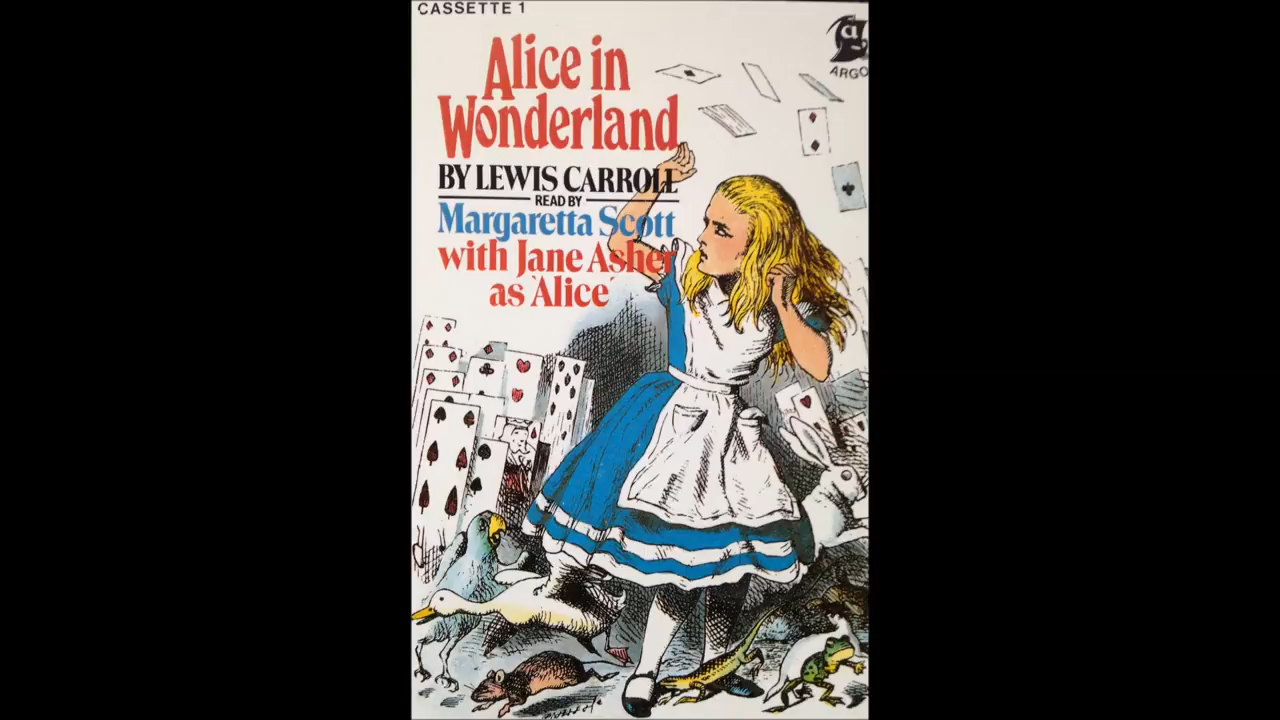 CASSETTE 1
a
ARGO
Alice in
Wonderland
BY LEWIS CARROLL
READ BY
Margaretta Scott
with Jane Asher
as 'Alice'